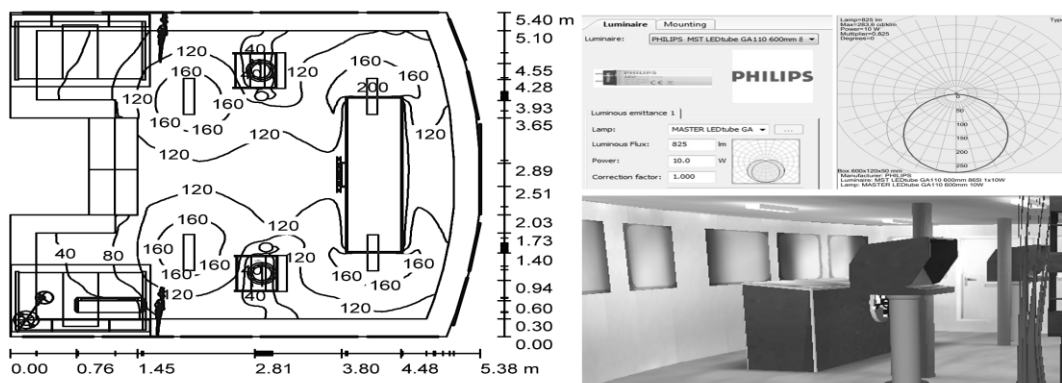 5.40 m
5.10
4.55
4.28
3.93
3.65
2.89
2.51
2.03
1.73
1.40
0.94
0.60
0.30
0.00
0.00 0.76 1.45 2.81 3.80 4.48 5.38 m
120 40 120 160
160 200
120 160 160
160 120
120 120
120
160 120
40 80 160 160 160
160 160
120 40 120
120
Luminaire Mounting
Luminaire: PHILIPS MST LEDtube GA110 600mm 8
PHILIPS
PHILIPS
Luminous emittance 1
Lamp: MASTER LEDtube GA ...
Luminous Flux: 825 lm
Power: 10.0 W
Correction factor: 1.000
Lamp=825 lm
Max=283.6 cd/klm
Power=10 W
Multiplier=0.825
Degrees=0
Type
0
50
100
150
200
250
Box 600x120x50 mm
Manufacturer: PHILIPS
Luminaire: MST LEDtube GA110 600mm 865I 1x10W
Lamp: MASTER LEDtube GA110 600mm 10W